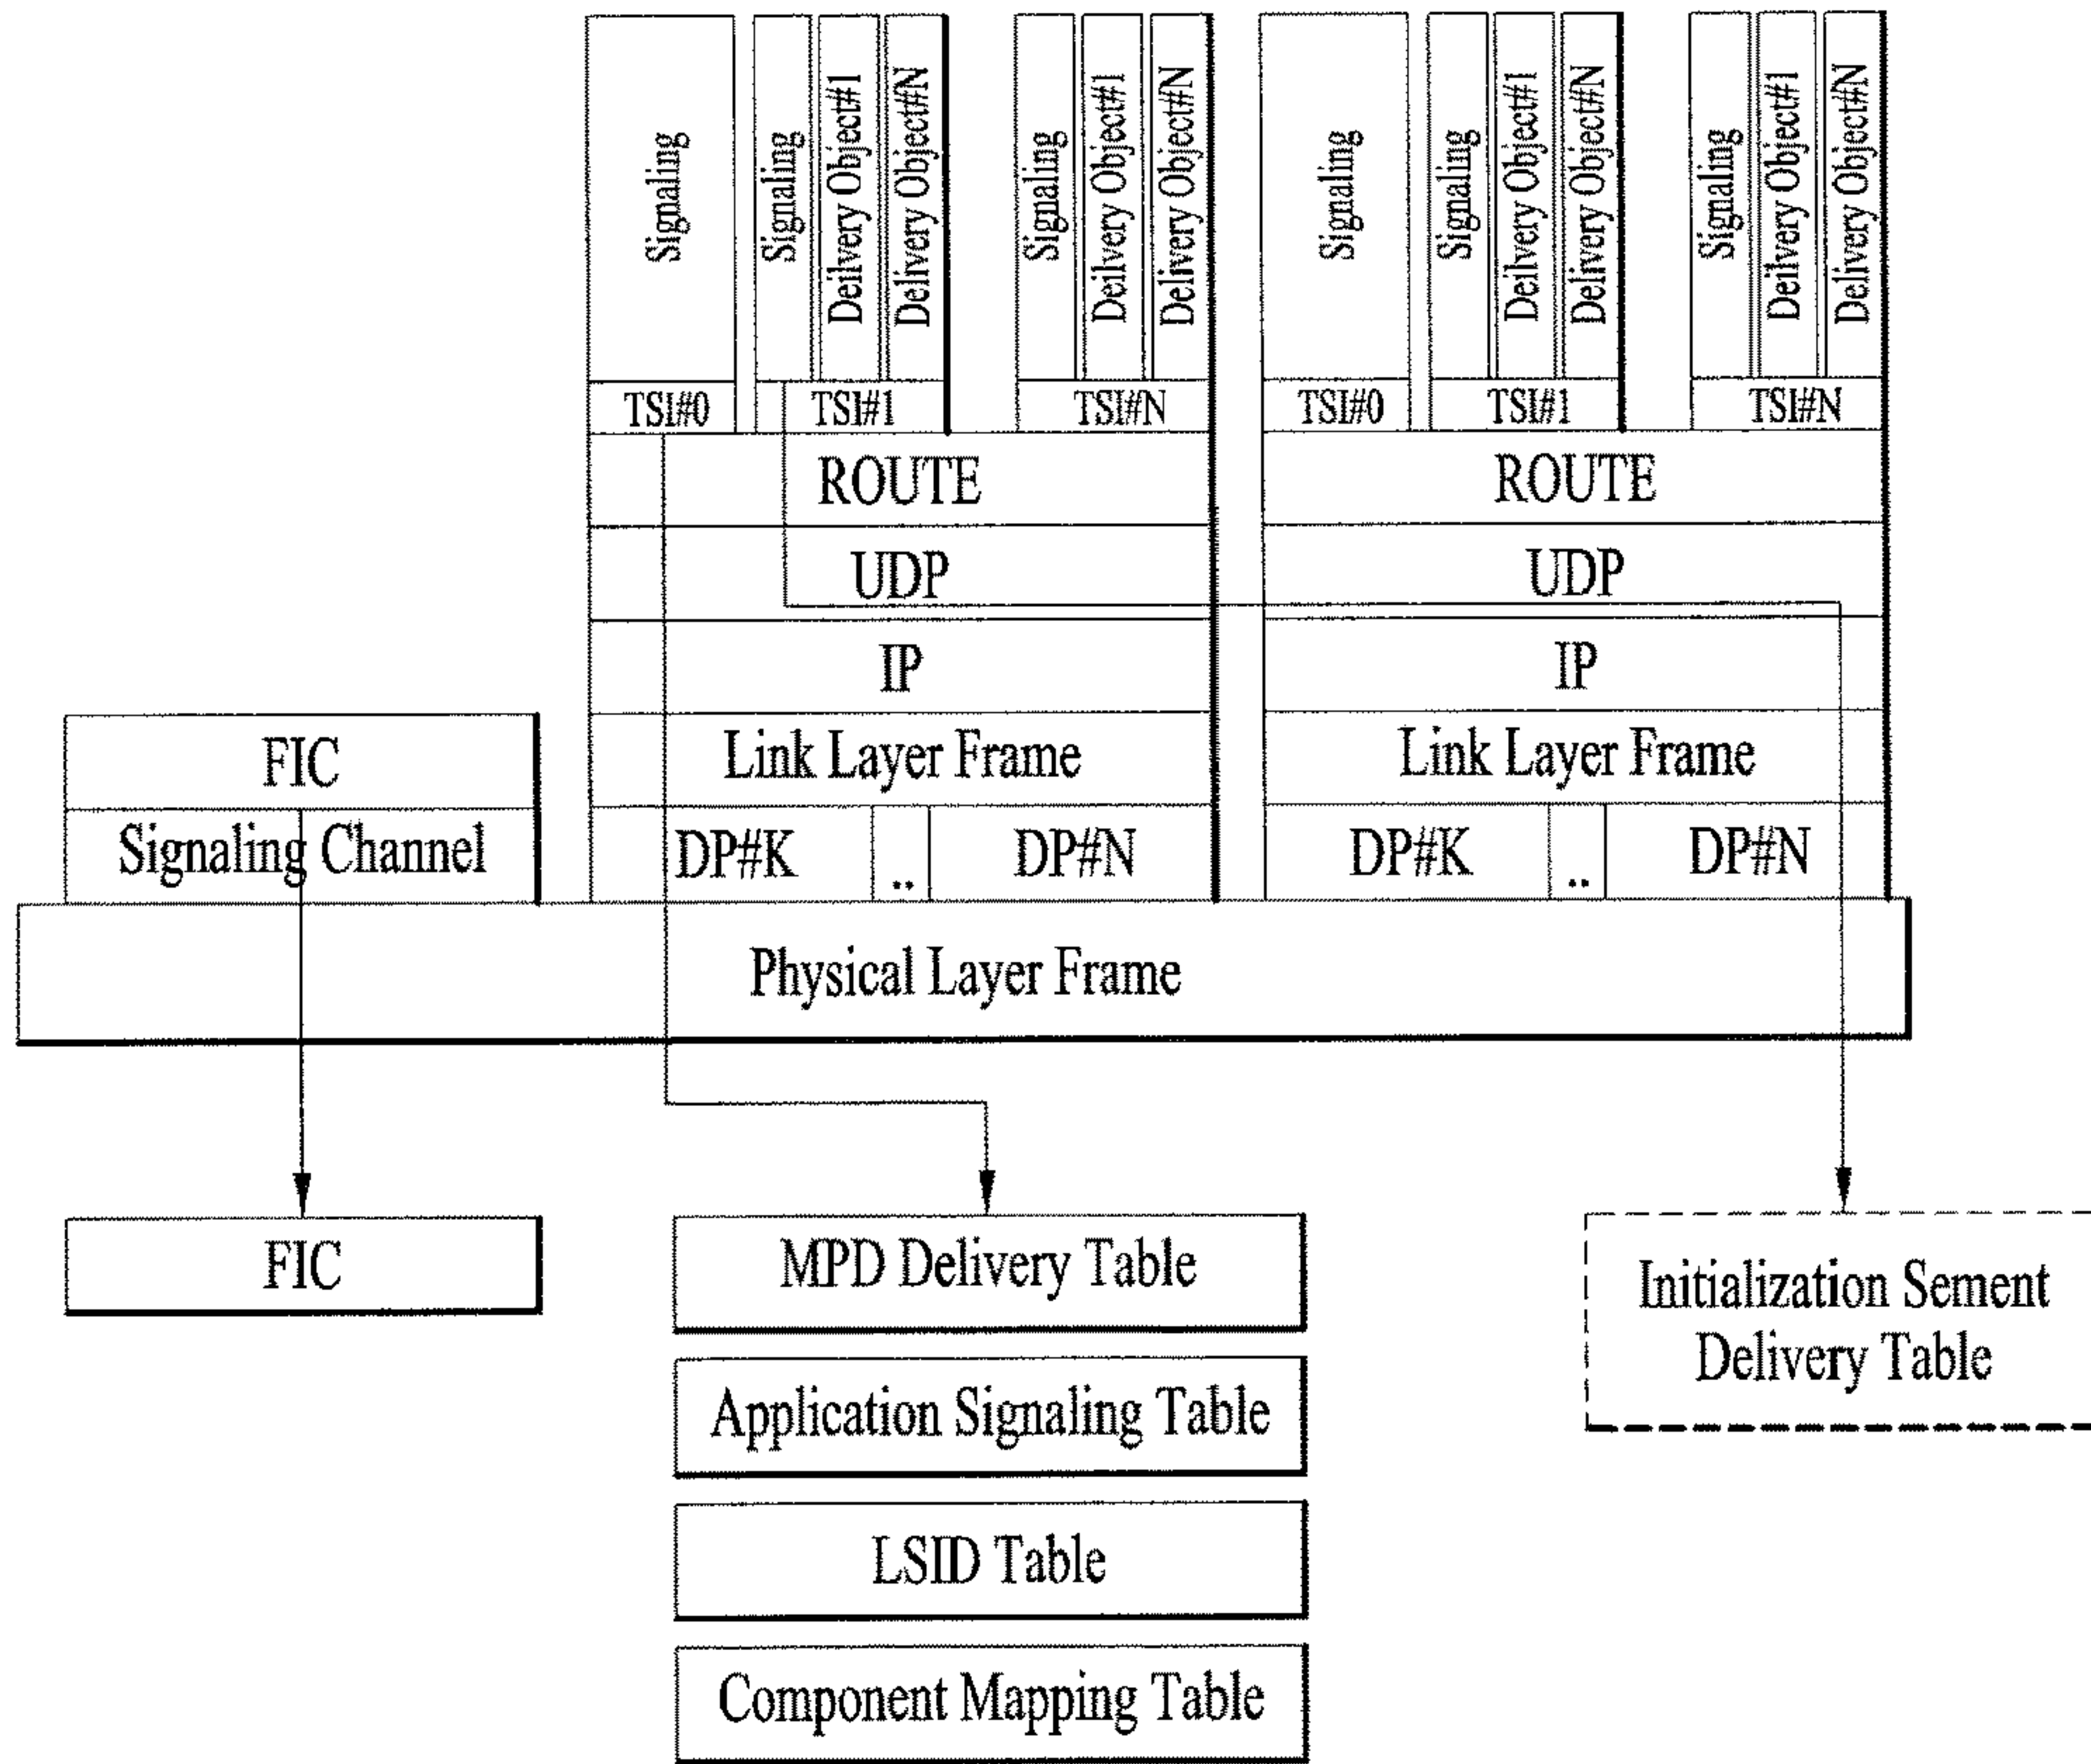 Signaling
Signaling
Deilvery Object#1
Delivery Object#N
Signaling
Deilvery Object#1
Delivery Object#N
Signaling
Signaling
Deilvery Object#1
Delivery Object#N
Signaling
Deilvery Object#1
Delivery Object#N
TSI#0
TSI#1
TSI#N
TSI#0
TSI#1
TSI#N
ROUTE
ROUTE
UDP
UDP
IP
IP
FIC
Link Layer Frame
Link Layer Frame
Signaling Channel
DP#K
..
DP#N
DP#K
..
DP#N
Physical Layer Frame
FIC
MPD Delivery Table
Initialization Sement
Delivery Table
Application Signaling Table
LSID Table
Component Mapping Table